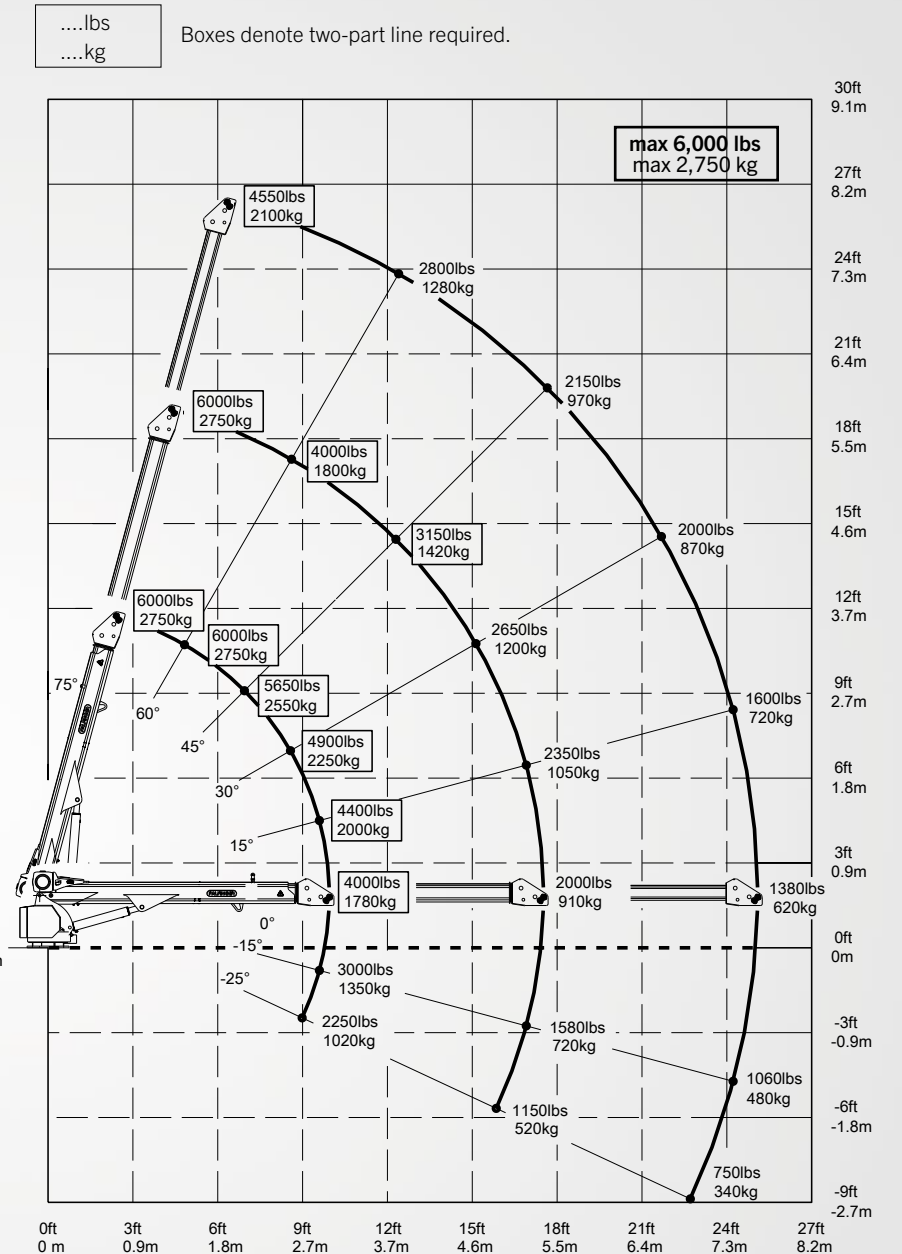 ....lbs
....kg
Boxes denote two-part line required.
30ft
9.1m
max 6,000 lbs
max 2,750 kg
27ft
8.2m
4550lbs
2100kg
24ft
7.3m
2800lbs
1280kg
21ft
6.4m
2150lbs
970kg
6000lbs
2750kg
18ft
5.5m
4000lbs
1800kg
15ft
4.6m
3150lbs
1420kg
2000lbs
870kg
12ft
3.7m
6000lbs
2750kg
6000lbs
2750kg
2650lbs
1200kg
9ft
2.7m
75°
5650lbs
2550kg
1600lbs
720kg
60°
45°
4900lbs
2250kg
2350lbs
1050kg
6ft
1.8m
30°
4400lbs
2000kg
15°
3ft
0.9m
4000lbs
1780kg
2000lbs
910kg
1380lbs
620kg
0°
0ft
0m
-15°
-25°
3000lbs
1350kg
2250lbs
1020kg
1580lbs
720kg
-3ft
-0.9m
1060lbs
480kg
1150lbs
520kg
-6ft
-1.8m
750lbs
340kg
-9ft
-2.7m
0ft 3ft 6ft 9ft 12ft 15ft 18ft 21ft 24ft 27ft
0 m 0.9m 1.8m 2.7m 3.7m 4.6m 5.5m 6.4m 7.3m 8.2m